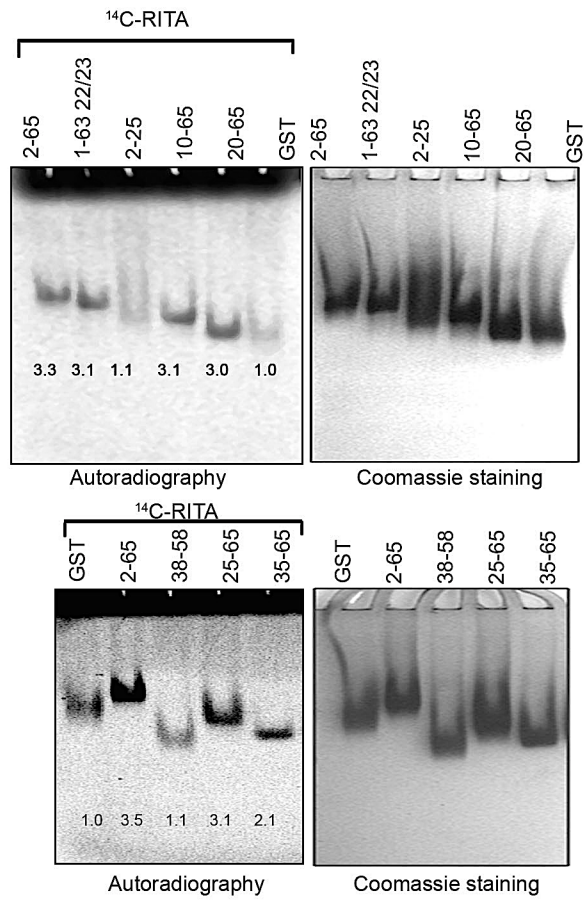 ¹⁴C-RITA
2-65 1-63 22/23 2-25 10-65 20-65 GST 2-65 1-63 22/23 2-25 10-65 20-65 GST
3.3 3.1 1.1 3.1 3.0 1.0
Autoradiography Coomassie staining
¹⁴C-RITA
GST 2-65 38-58 25-65 35-65 GST 2-65 38-58 25-65 35-65
1.0 3.5 1.1 3.1 2.1
Autoradiography Coomassie staining